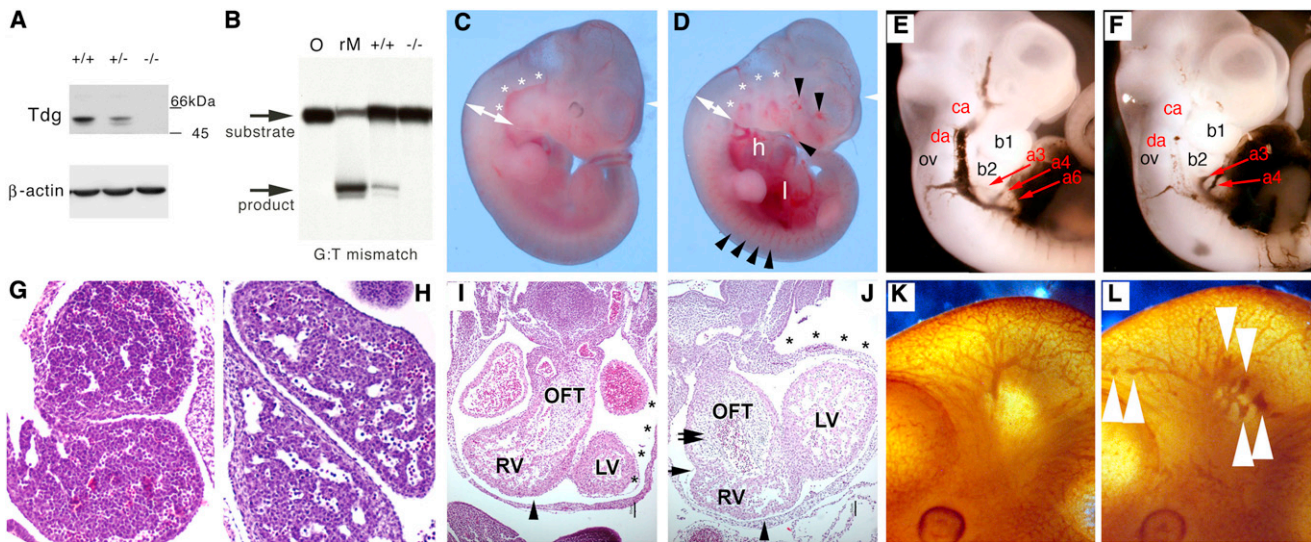 A
+/+ +/- -/-
Tdg
66kDa
45
β-actin
B
O rM +/+ -/-
substrate
product
G:T mismatch
C
* * * *
D
* * * *
h
l
E
ca
da
ov
b1
b2
a3
a4
a6
F
ca
da
ov
b1
b2
a3
a4
G
H
I
OFT
RV
LV
* * * *
J
* * * *
OFT
LV
RV
K
L